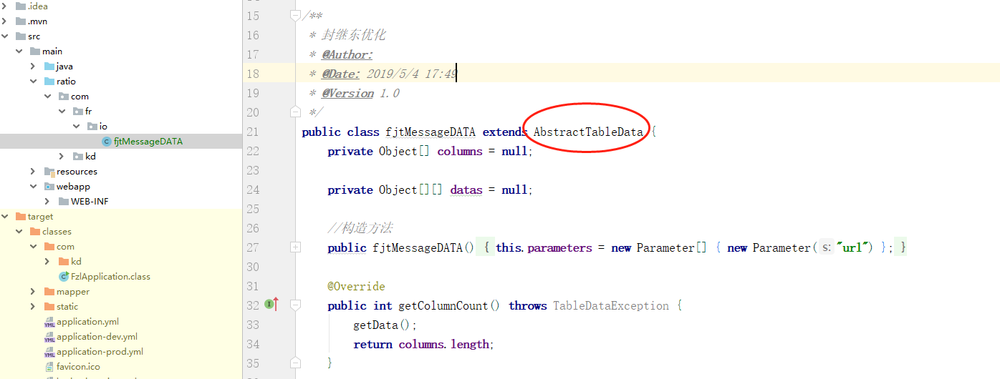 .idea
.mvn
src
main
java
ratio
com
fr
io
fjtMessageDATA
kd
resources
webapp
WEB-INF
target
classes
com
kd
FzlApplication.class
mapper
static
application.yml
application-dev.yml
application-prod.yml
favicon.ico
15 /**
16 * 封继东优化
17 * @Author:
18 * @Date: 2019/5/4 17:49
19 * @Version 1.0
20 */
21 public class fjtMessageDATA extends AbstractTableData {
22 private Object[] columns = null;
23
24 private Object[][] datas = null;
25
26 //构造方法
27 public fjtMessageDATA() { this.parameters = new Parameter[] { new Parameter( s: "url") }; }
30
31 @Override
32 public int getColumnCount() throws TableDataException {
33 getData();
34 return columns.length;
35 }